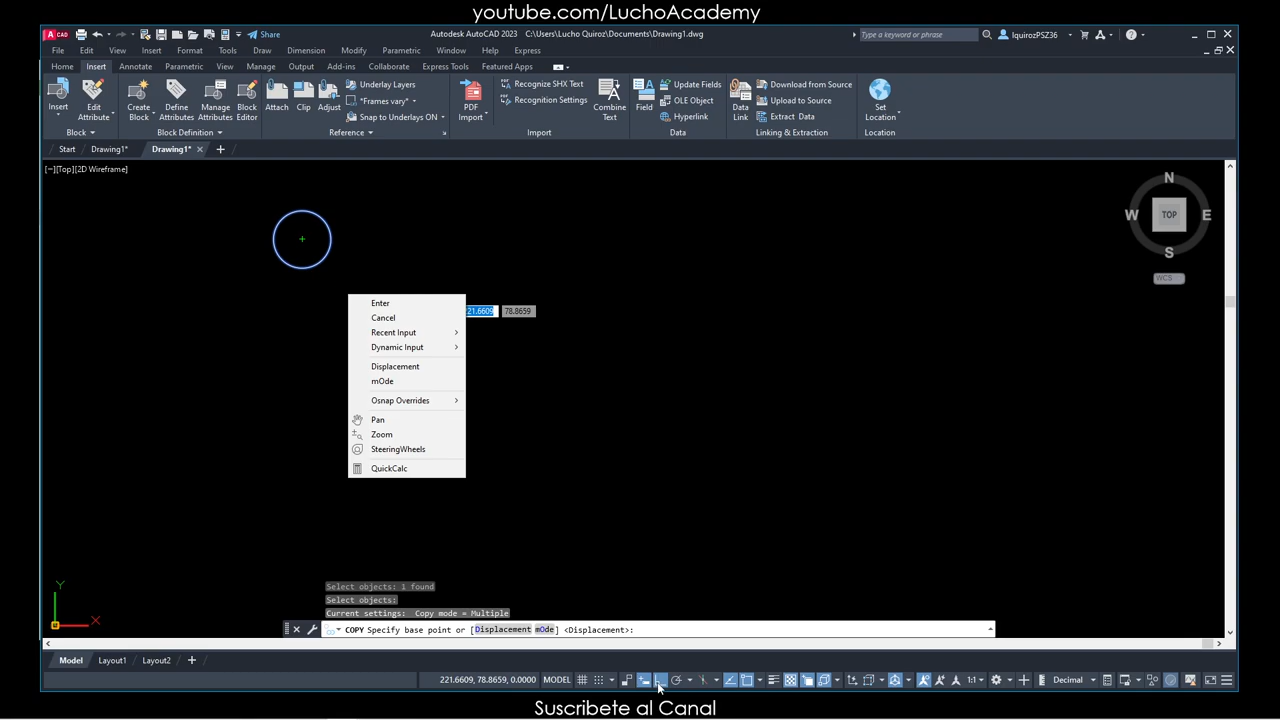 youtube.com/LuchoAcademy
Share
Autodesk AutoCAD 2023 C:\Users\Lucho Quiroz\Documents\Drawing1.dwg
Type a keyword or phrase
lquirozPSZ36
File Edit View Insert Format Tools Draw Dimension Modify Parametric Window Help Express
Home Insert Annotate Parametric View Manage Output Add-ins Collaborate Express Tools Featured Apps
Insert
Edit Attribute
Create Block
Define Attributes
Manage Attributes
Block Editor
Attach
Clip
Adjust
Underlay Layers
*Frames vary*
Snap to Underlays ON
PDF Import
Recognize SHX Text
Recognition Settings
Combine Text
Field
Update Fields
OLE Object
Hyperlink
Data Link
Download from Source
Upload to Source
Extract Data
Set Location
Block Block Definition Reference Import Data Linking & Extraction Location
Start Drawing1* Drawing1*
[−][Top][2D Wireframe]
N
W TOP E
S
WCS
Enter
Cancel
Recent Input
Dynamic Input
Displacement
mOde
Osnap Overrides
Pan
Zoom
SteeringWheels
QuickCalc
221.6609 78.8659
Y
X
Select objects: 1 found
Select objects:
Current settings: Copy mode = Multiple
COPY Specify base point or [Displacement mOde] <Displacement>:
Model Layout1 Layout2
221.6609, 78.8659, 0.0000 MODEL 1:1 Decimal
Suscribete al Canal